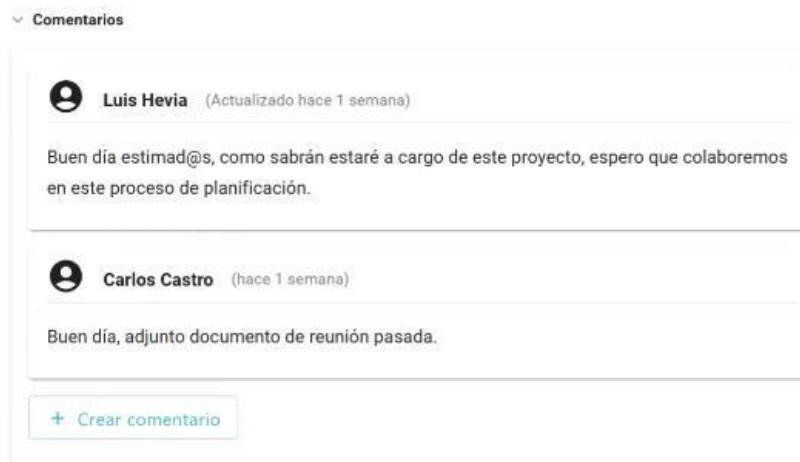 Comentarios
Luis Hevia (Actualizado hace 1 semana)
Buen día estimad@s, como sabrán estaré a cargo de este proyecto, espero que colaboremos
en este proceso de planificación.
Carlos Castro (hace 1 semana)
Buen día, adjunto documento de reunión pasada.
+ Crear comentario